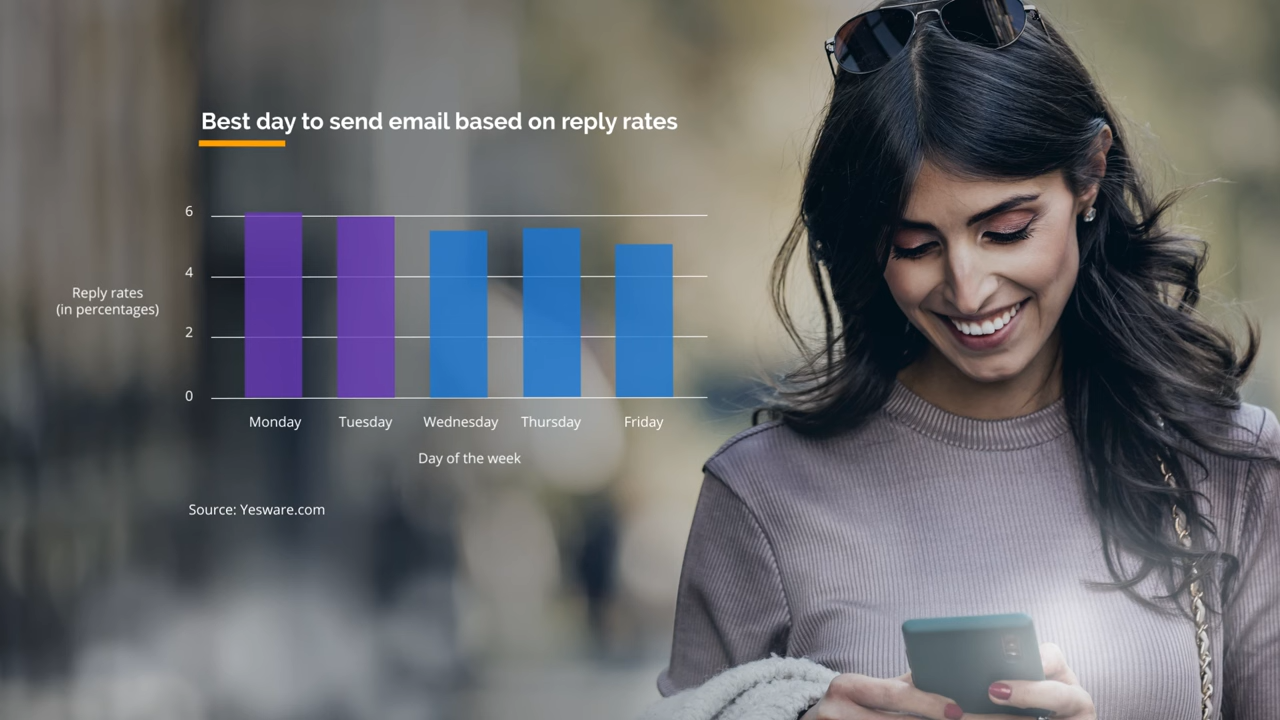 Best day to send email based on reply rates
6
4
2
0
Reply rates
(in percentages)
Monday Tuesday Wednesday Thursday Friday
Day of the week
Source: Yesware.com